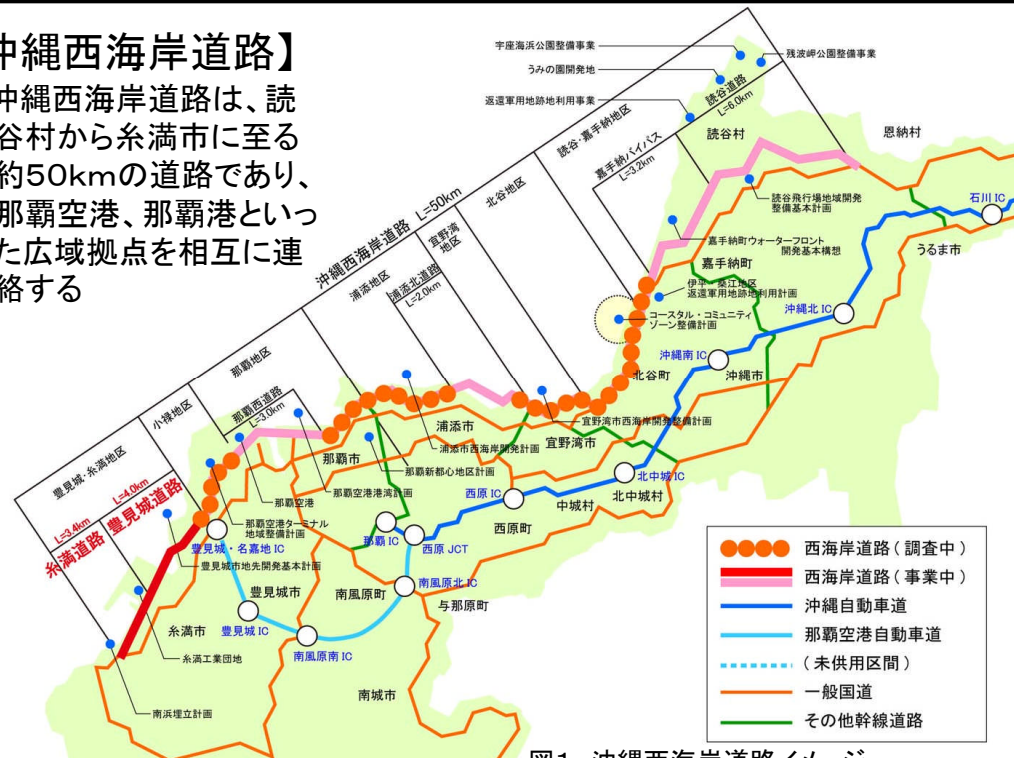 沖縄西海岸道路】
沖縄西海岸道路は、読
谷村から糸満市に至る
約50kmの道路であり、
那覇空港、那覇港といっ
た広域拠点を相互に連
絡する
宇座海浜公園整備事業
残波岬公園整備事業
うみの園開発地
返還軍用地跡地利用事業
読谷道路
L=6.0km
読谷・嘉手納地区
嘉手納バイパス
L=3.2km
読谷村
恩納村
北谷地区
沖縄西海岸道路 L=50km
宜野湾
地区
浦添地区
浦添北道路
L=2.0km
那覇地区
那覇西道路
L=3.0km
小禄地区
豊見城・糸満地区
L=4.0km
豊見城道路
L=3.4km
糸満道路
石川 IC
うるま市
読谷飛行場地域開発
整備基本計画
嘉手納町ウォーターフロント
開発基本構想
嘉手納町
伊平・桑江地区
返還軍用地跡地利用計画
コースタル・コミュニティ
ゾーン整備計画
沖縄北 IC
沖縄南 IC
沖縄市
北谷町
宜野湾市西海岸開発整備計画
宜野湾市
浦添市
浦添市西海岸開発計画
那覇市
那覇新都心地区計画
那覇空港港湾計画
那覇空港
那覇空港ターミナル
地域整備計画
北中城 IC
北中城村
中城村
西原 IC
西原町
那覇 IC
西原 JCT
豊見城・名嘉地 IC
豊見城市地先開発基本計画
豊見城市
南風原町
南風原北 IC
与那原町
豊見城 IC
南風原南 IC
糸満市
糸満工業団地
南浜埋立計画
南城市
西海岸道路(調査中)
西海岸道路(事業中)
沖縄自動車道
那覇空港自動車道
(未供用区間)
一般国道
その他幹線道路
図1 沖縄西海岸道路イメージ